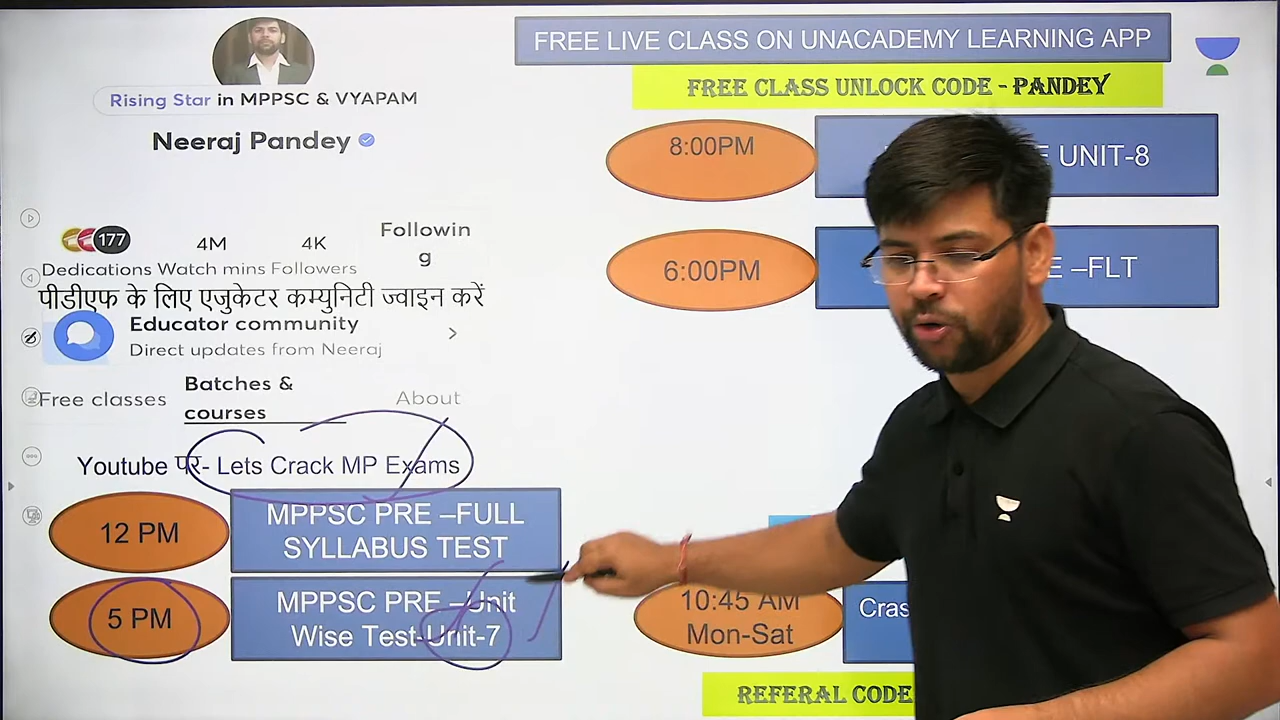 Rising Star in MPPSC & VYAPAM
Neeraj Pandey
177
4M
4K
Followin
g
Dedications Watch mins Followers
पीडीएफ के लिए एजुकेटर कम्युनिटी ज्वाइन करें
Educator community
Direct updates from Neeraj
Free classes
Batches &
courses
About
Youtube पर- Lets Crack MP Exams
12 PM
MPPSC PRE –FULL
SYLLABUS TEST
5 PM
MPPSC PRE –Unit
Wise Test-Unit-7
FREE LIVE CLASS ON UNACADEMY LEARNING APP
FREE CLASS UNLOCK CODE - PANDEY
8:00PM
UNIT-8
6:00PM
–FLT
10:45 AM
Mon-Sat
REFERAL CODE